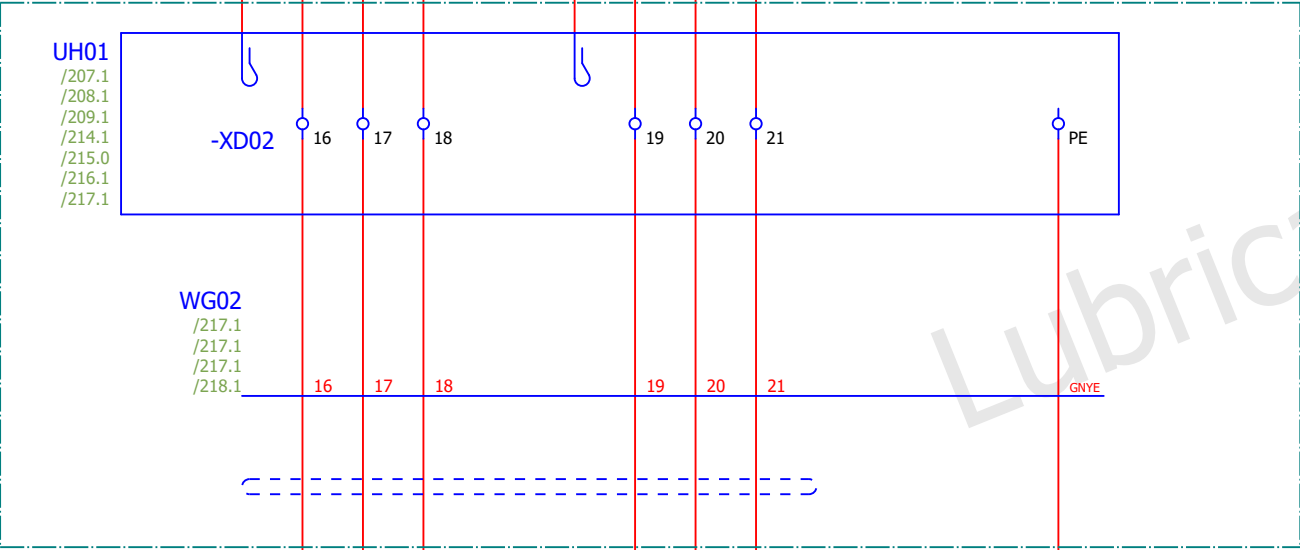 UH01
/207.1
/208.1
/209.1
/214.1
/215.0
/216.1
/217.1
-XD02
16 17 18 19 20 21 PE
WG02
/217.1
/217.1
/217.1
/218.1
16 17 18 19 20 21 GNYE
Lubric